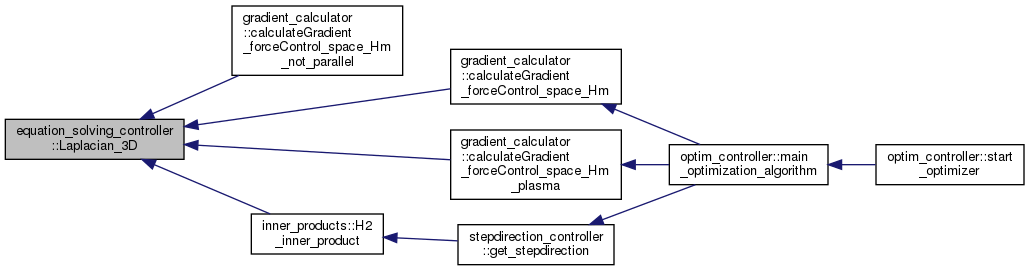 gradient_calculator
::calculateGradient
_forceControl_space_Hm
_not_parallel
gradient_calculator
::calculateGradient
_forceControl_space_Hm
equation_solving_controller
::Laplacian_3D
gradient_calculator
::calculateGradient
_forceControl_space_Hm
_plasma
optim_controller::main
_optimization_algorithm
optim_controller::start
_optimizer
inner_products::H2
_inner_product
stepdirection_controller
::get_stepdirection